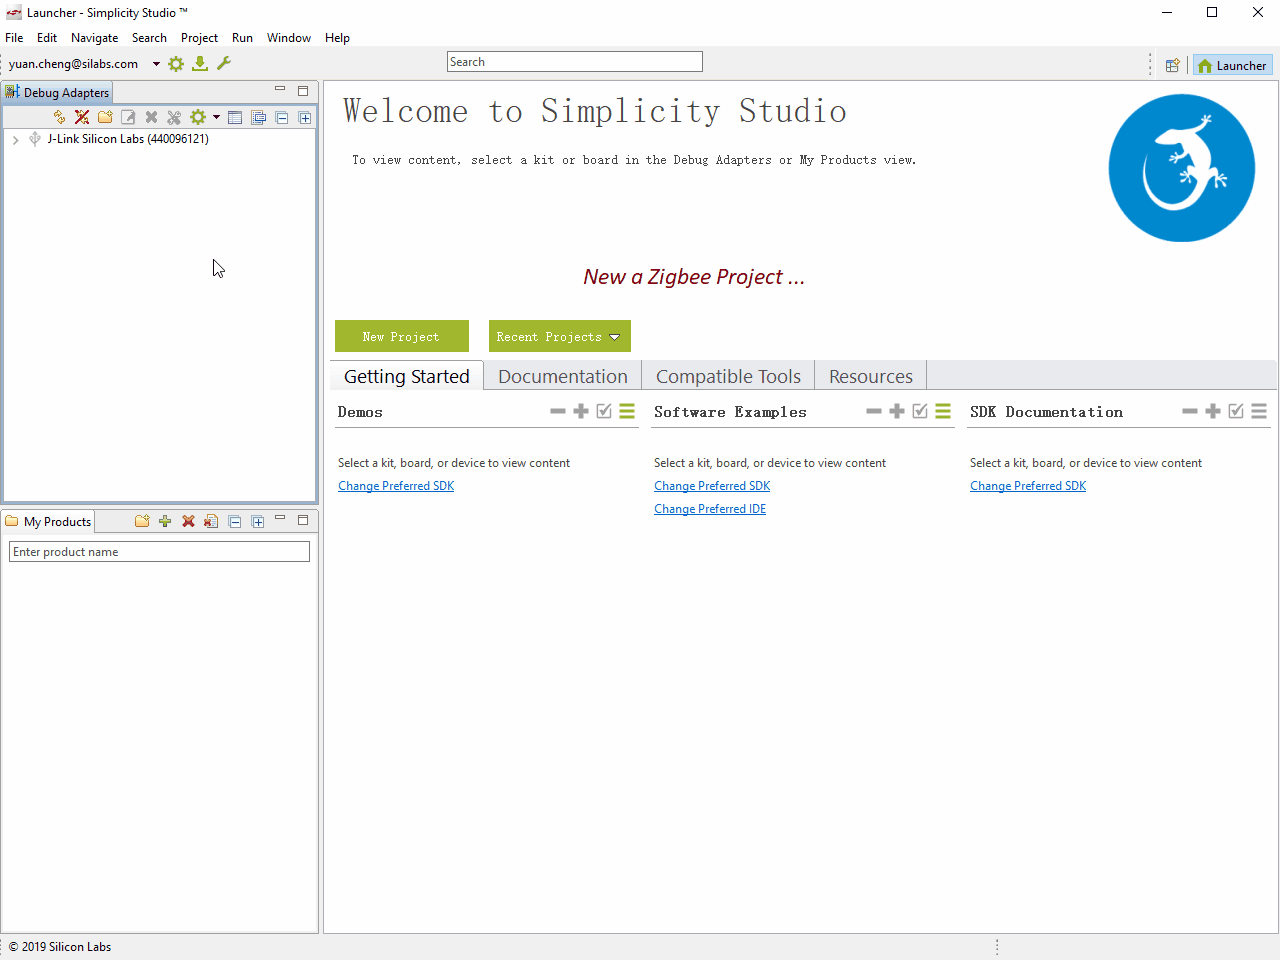 Launcher - Simplicity Studio ™
File Edit Navigate Search Project Run Window Help
yuan.cheng@silabs.com
Search
Launcher
Debug Adapters
J-Link Silicon Labs (440096121)
Welcome to Simplicity Studio
To view content, select a kit or board in the Debug Adapters or My Products view.
New a Zigbee Project ...
New Project
Recent Projects
Getting Started
Documentation
Compatible Tools
Resources
Demos
Select a kit, board, or device to view content
Change Preferred SDK
Software Examples
Select a kit, board, or device to view content
Change Preferred SDK
Change Preferred IDE
SDK Documentation
Select a kit, board, or device to view content
Change Preferred SDK
My Products
Enter product name
© 2019 Silicon Labs